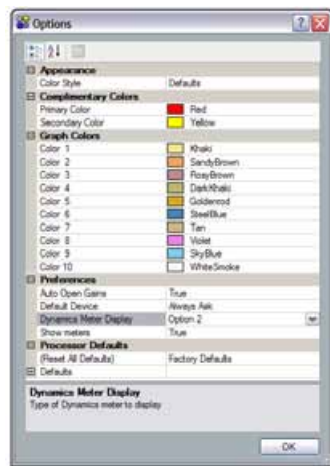 Options
Appearance
Color Style Defaults
Complimentary Colors
Primary Color Red
Secondary Color Yellow
Graph Colors
Color 1 Khaki
Color 2 SandyBrown
Color 3 RosyBrown
Color 4 DarkKhaki
Color 5 Goldenrod
Color 6 SteelBlue
Color 7 Tan
Color 8 Violet
Color 9 SkyBlue
Color 10 WhiteSmoke
Preferences
Auto Open Gains True
Default Device Always Ask
Dynamics Meter Display Option 2
Show meters True
Processor Defaults
(Reset All Defaults) Factory Defaults
Defaults
Dynamics Meter Display
Type of Dynamics meter to display
OK